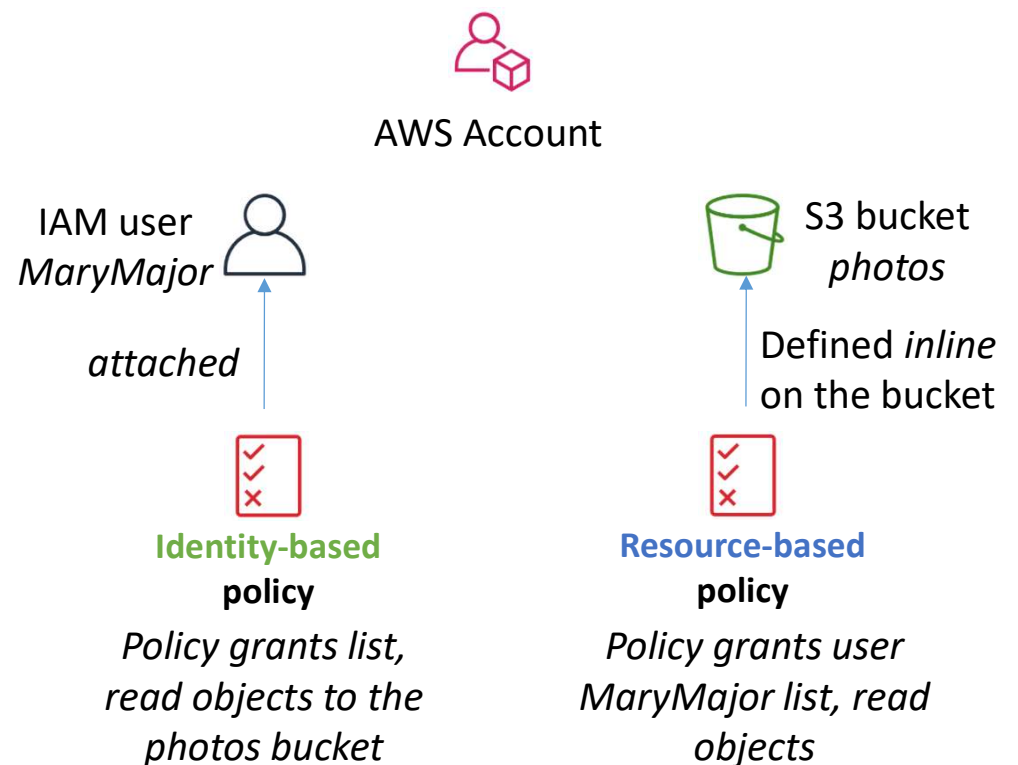 AWS Account
IAM user
MaryMajor
S3 bucket
photos
attached
Defined inline
on the bucket
Identity-based
policy
Policy grants list,
read objects to the
photos bucket
Resource-based
policy
Policy grants user
MaryMajor list, read
objects